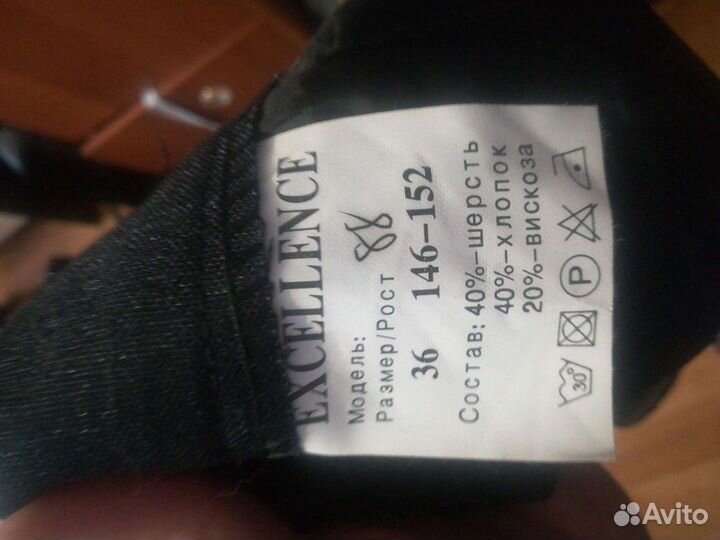 EXCELLENCE
Модель: 88
Размер/Рост
36 146-152
Состав: 40%-шерсть
40%-хлопок
20%-вискоза
30°
P
Avito